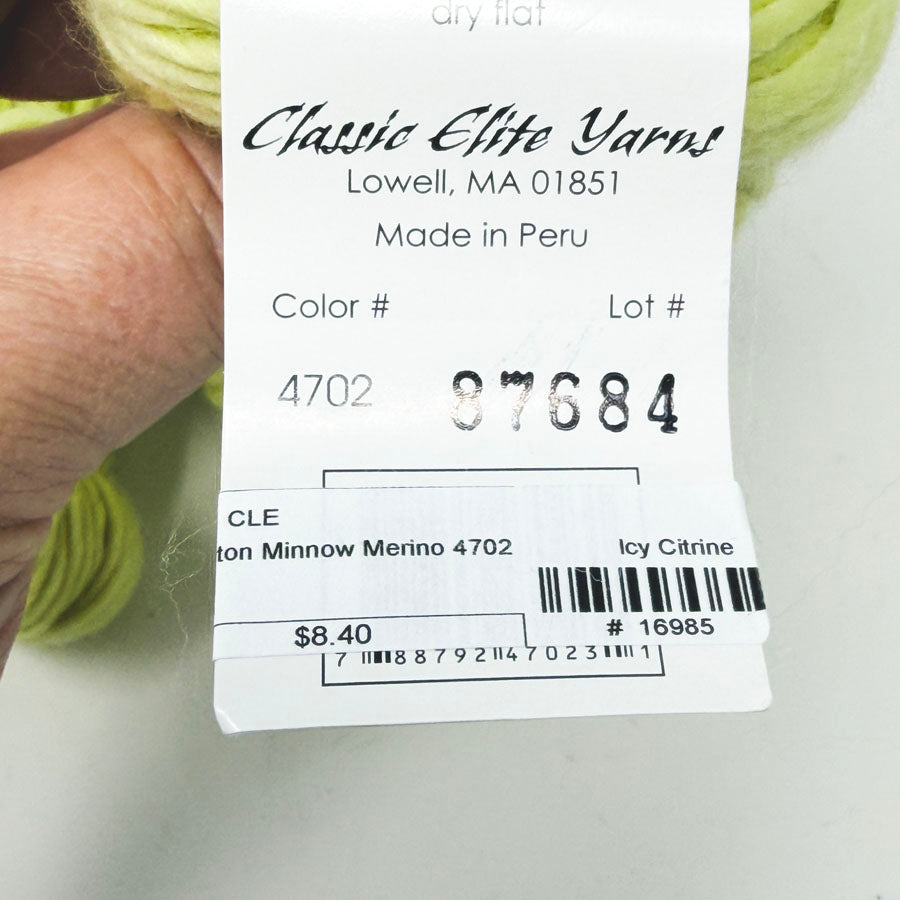 dry flat
Classic Elite Yarns
Lowell, MA 01851
Made in Peru
Color # Lot #
4702 87684
CLE
ton Minnow Merino 4702 Icy Citrine
$8.40 # 16985
7 88792 47023 1